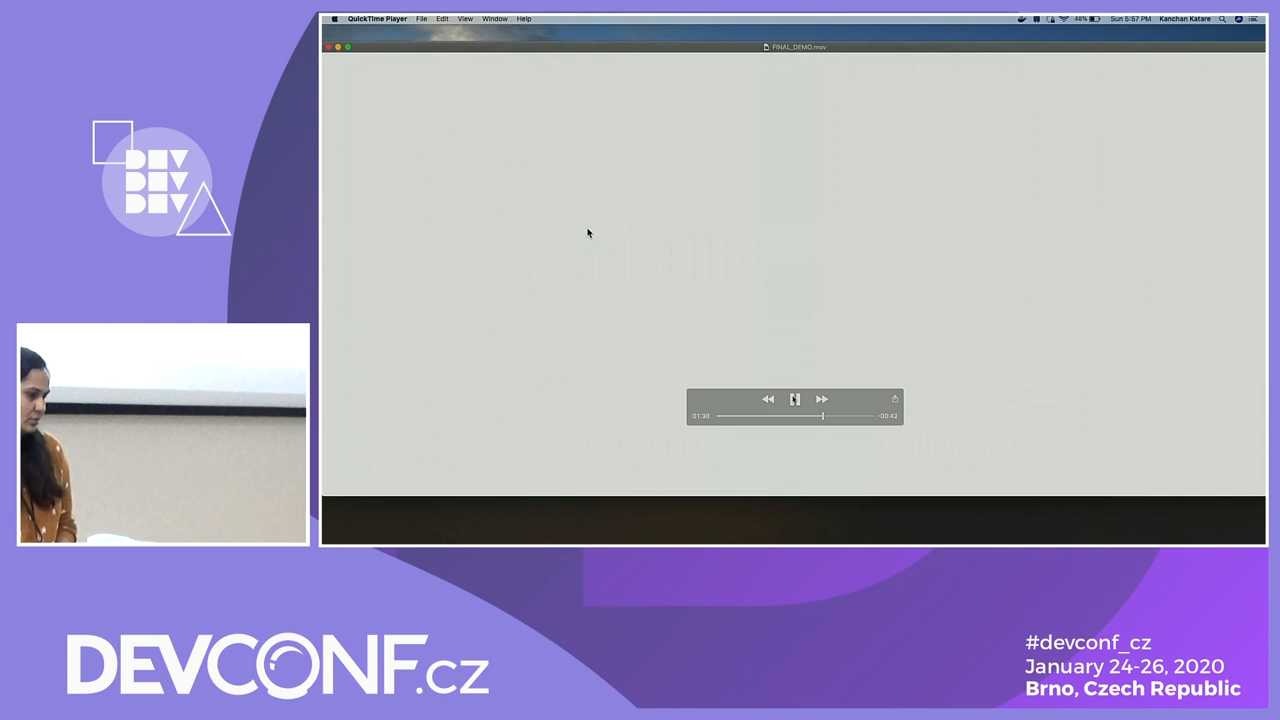 QuickTime Player File Edit View Window Help
48% Sun 5:57 PM Kanchan Katare
FINAL_DEMO.mov
DEV
DEV
DEV
01:30 -00:42
DEVCONF.cz
#devconf_cz
January 24-26, 2020
Brno, Czech Republic